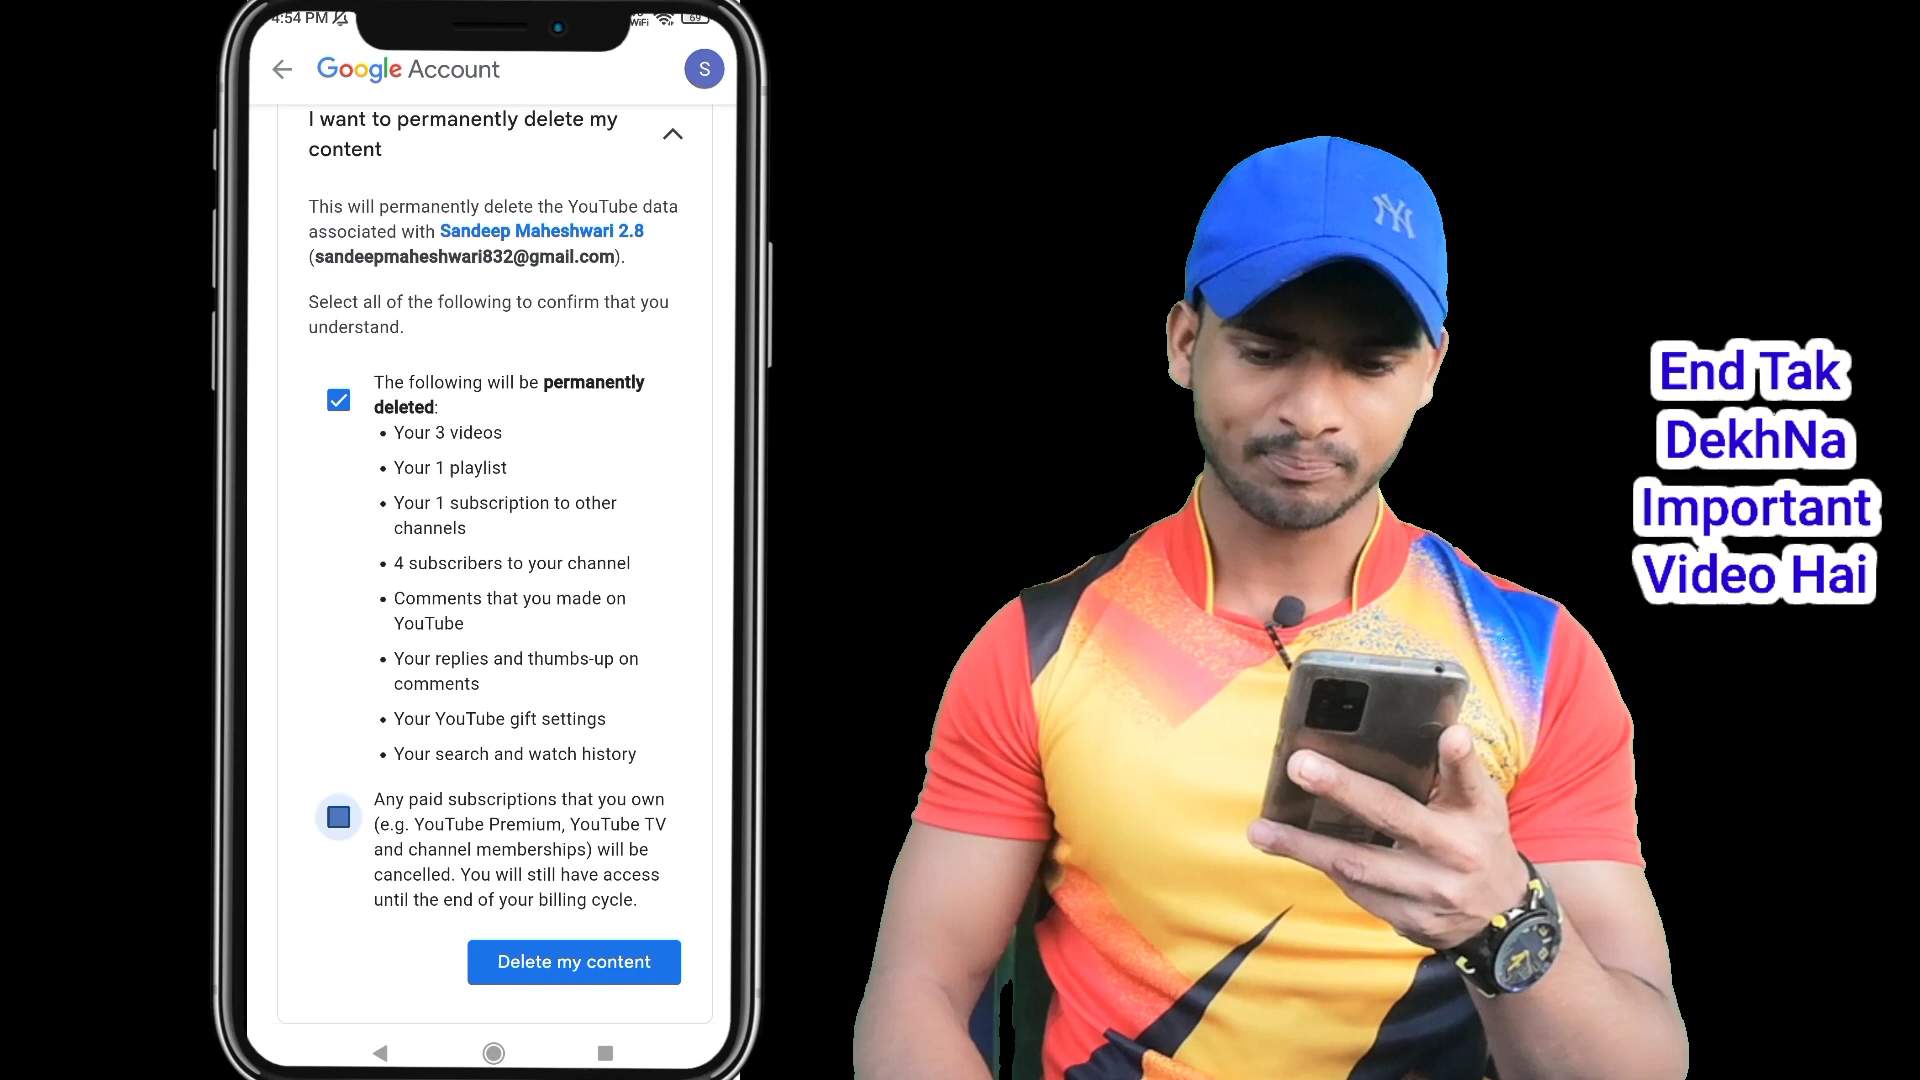 4:54 PM
WiFi
69
Google Account
S
I want to permanently delete my
content
This will permanently delete the YouTube data
associated with Sandeep Maheshwari 2.8
(sandeepmaheshwari832@gmail.com).
Select all of the following to confirm that you
understand.
The following will be permanently
deleted:
• Your 3 videos
• Your 1 playlist
• Your 1 subscription to other
channels
• 4 subscribers to your channel
• Comments that you made on
YouTube
• Your replies and thumbs-up on
comments
• Your YouTube gift settings
• Your search and watch history
Any paid subscriptions that you own
(e.g. YouTube Premium, YouTube TV
and channel memberships) will be
cancelled. You will still have access
until the end of your billing cycle.
Delete my content
NY
End Tak
DekhNa
Important
Video Hai